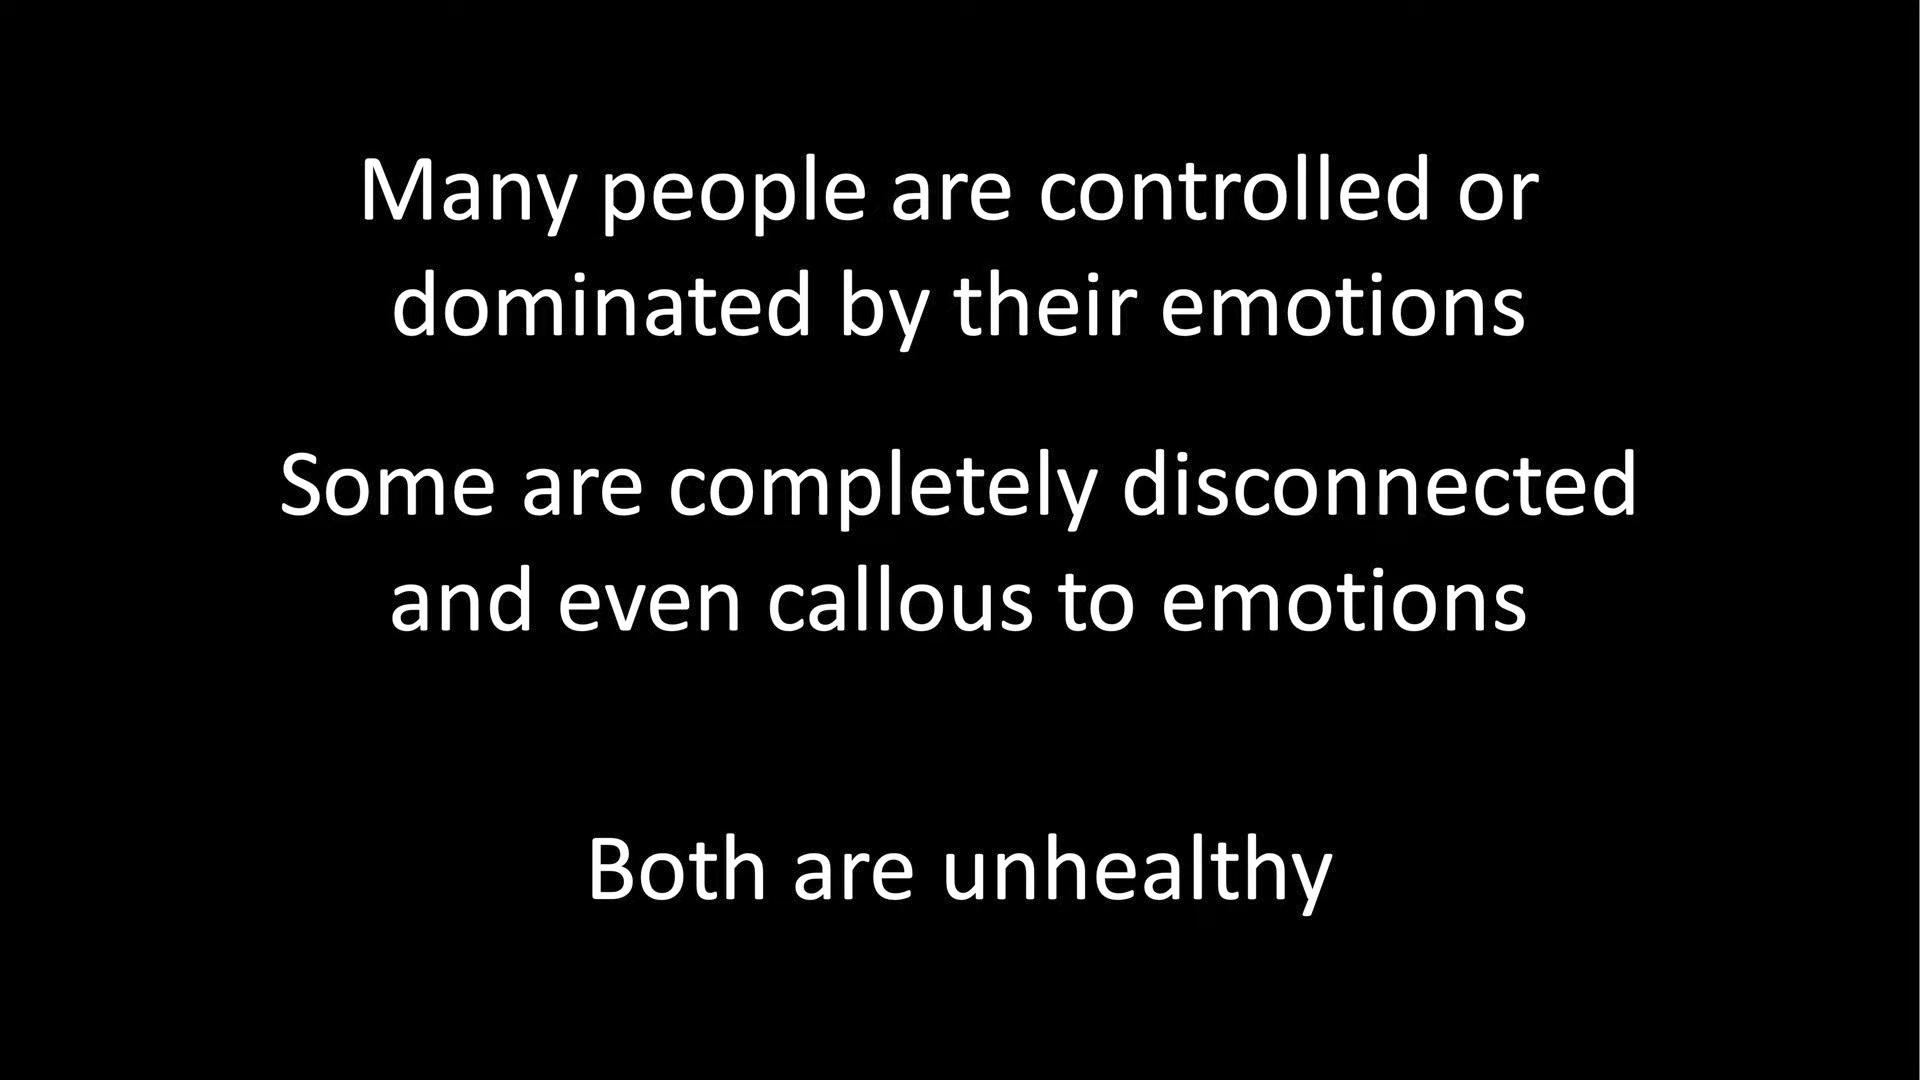 Many people are controlled or
dominated by their emotions
Some are completely disconnected
and even callous to emotions
Both are unhealthy